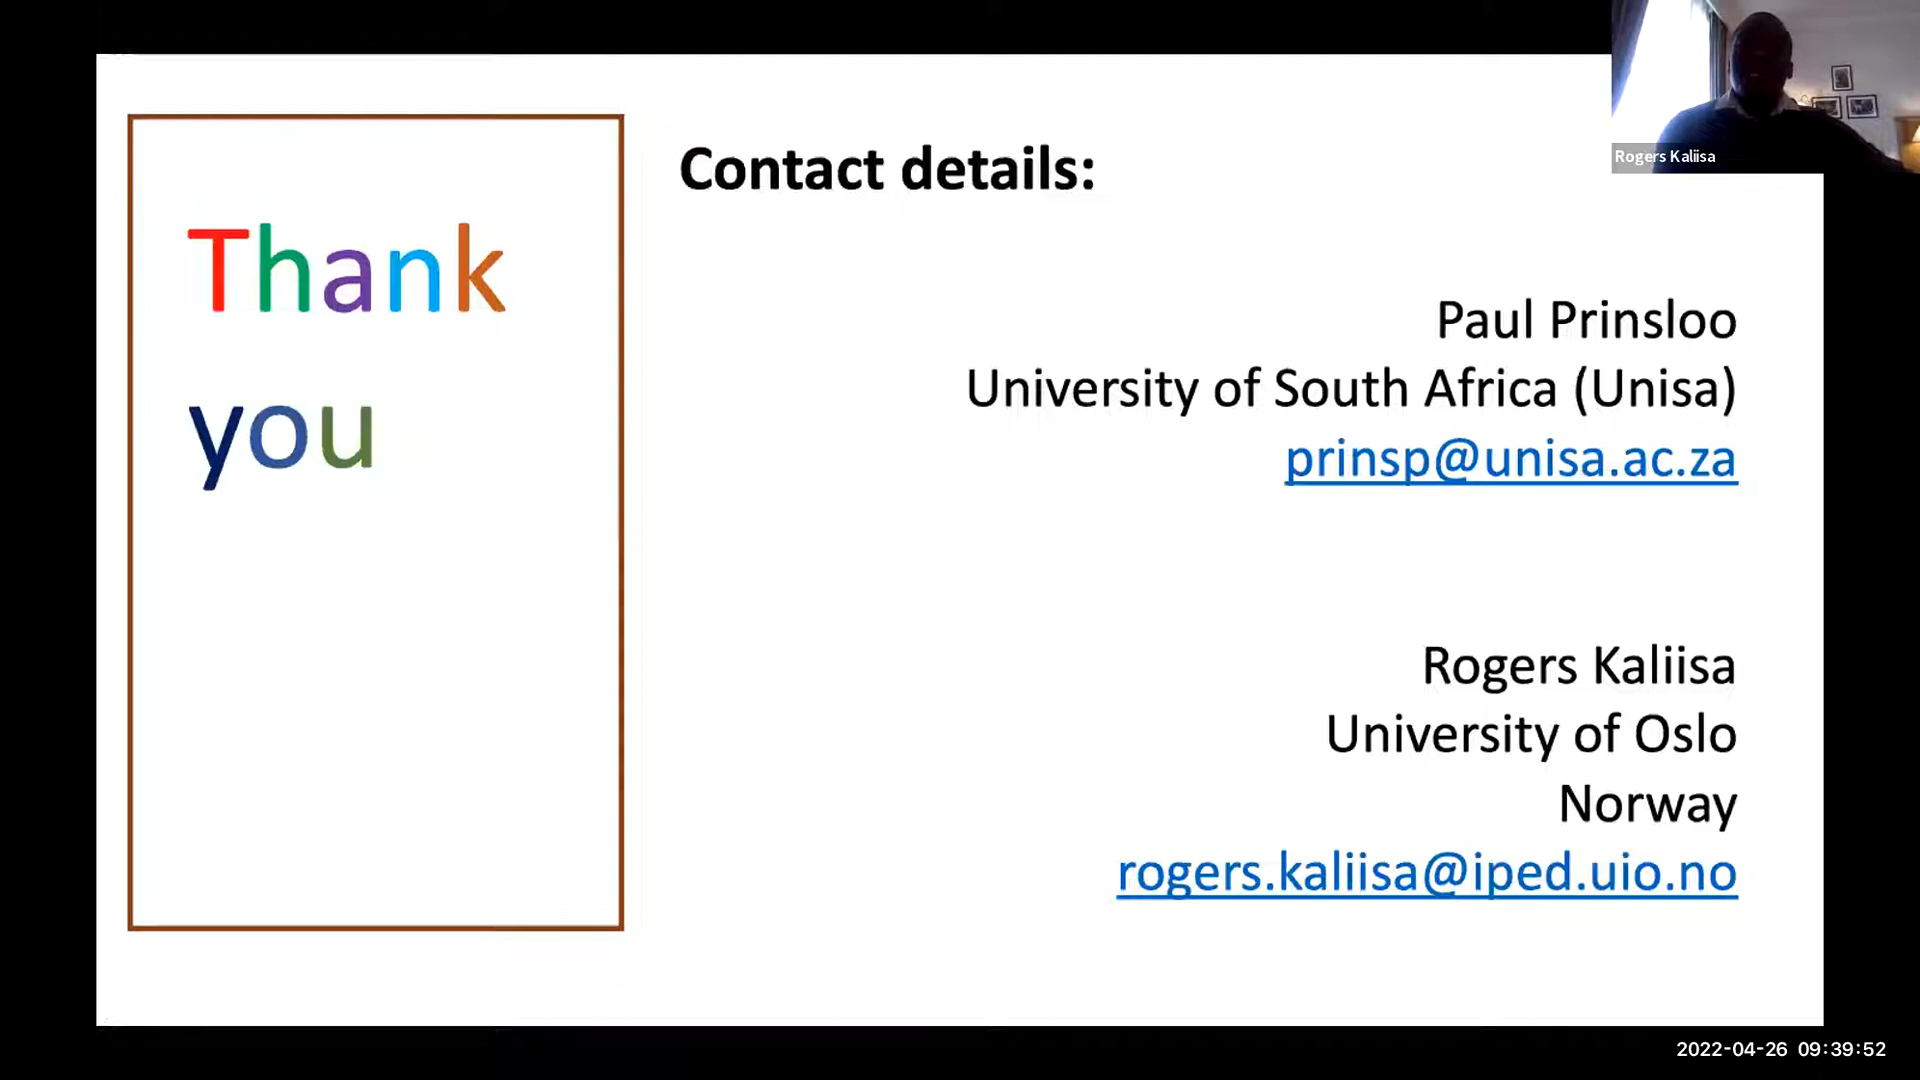 Rogers Kaliisa
Thank
you
Contact details:
Paul Prinsloo
University of South Africa (Unisa)
prinsp@unisa.ac.za
Rogers Kaliisa
University of Oslo
Norway
rogers.kaliisa@iped.uio.no
2022-04-26 09:39:52